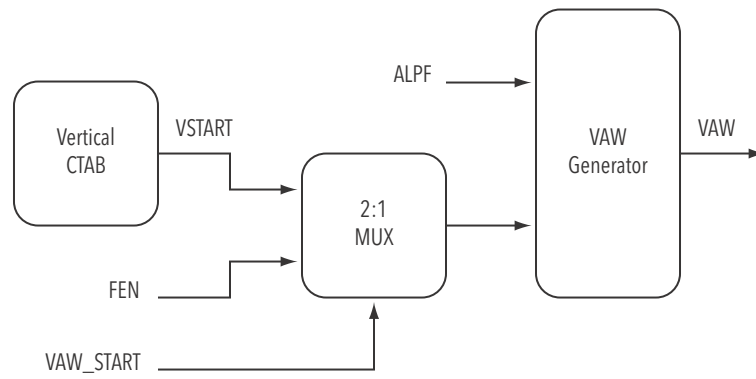 ALPF
Vertical
CTAB
VSTART
VAW
Generator
VAW
2:1
MUX
FEN
VAW_START